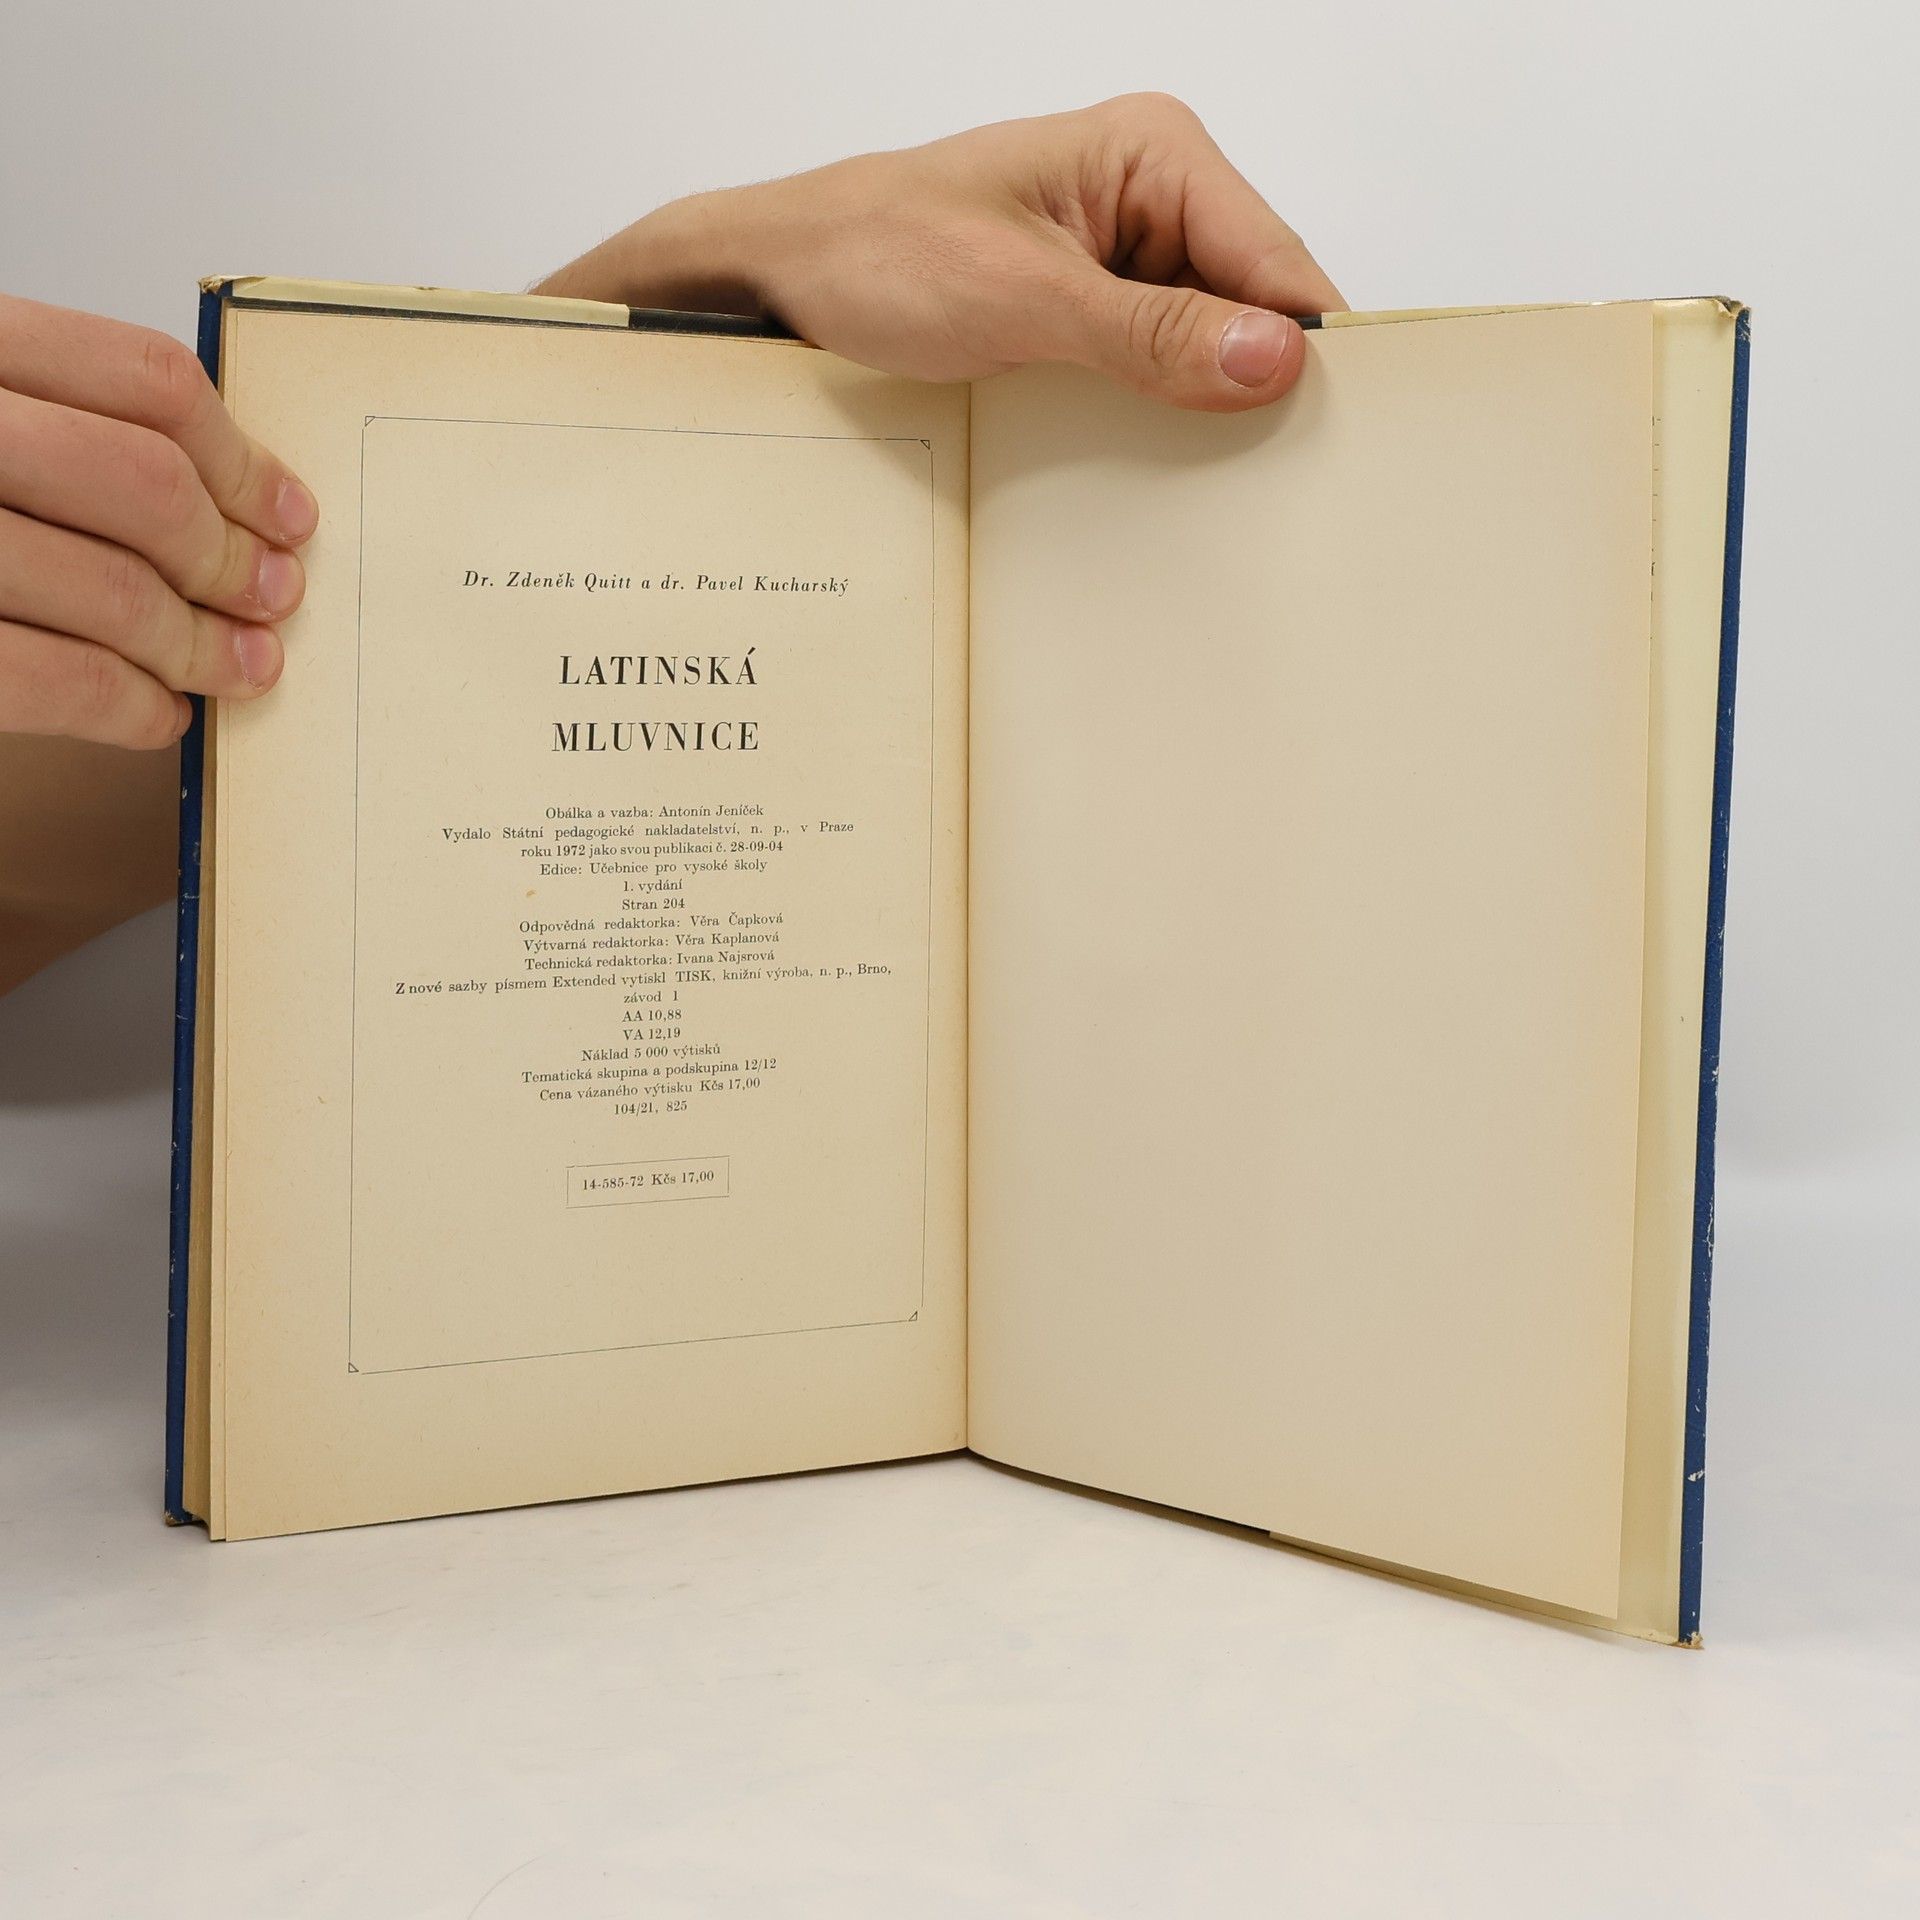 Dr. Zdeněk Quitt a dr. Pavel Kucharský
LATINSKÁ
MLUVNICE
Obálka a vazba: Antonín Jeníček
Vydalo Státní pedagogické nakladatelství, n. p., v Praze
roku 1972 jako svou publikaci č. 28-09-04
Edice: Učebnice pro vysoké školy
1. vydání
Stran 204
Odpovědná redaktorka: Věra Čapková
Výtvarná redaktorka: Věra Kaplanová
Technická redaktorka: Ivana Najsrová
Z nové sazby písmem Extended vytiskl TISK, knižní výroba, n. p., Brno,
závod 1
AA 10,88
VA 12,19
Náklad 5 000 výtisků
Tematická skupina a podskupina 12/12
Cena vázaného výtisku Kčs 17,00
104/21, 825
14-585-72 Kčs 17,00